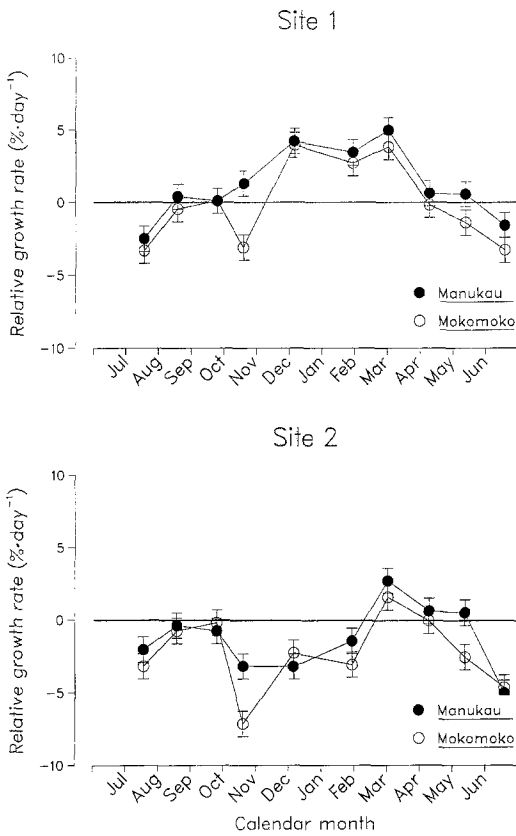 Site 1
Relative growth rate (%·day⁻¹)
10
5
0
-5
-10
Manukau
Mokomoko
Jul Aug Sep Oct Nov Dec Jan Feb Mar Apr May Jun
Site 2
Relative growth rate (%·day⁻¹)
10
5
0
-5
-10
Manukau
Mokomoko
Jul Aug Sep Oct Nov Dec Jan Feb Mar Apr May Jun
Calendar month